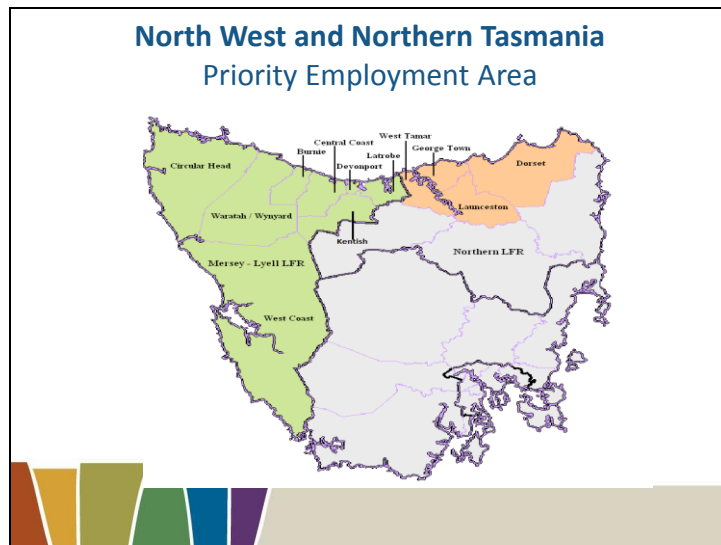 North West and Northern Tasmania
Priority Employment Area
West Tamar
Central Coast
George Town
Burnie
Latrobe
Devonport
Dorset
Circular Head
Launceston
Waratah / Wynyard
Kentish
Northern LFR
Mersey - Lyell LFR
West Coast